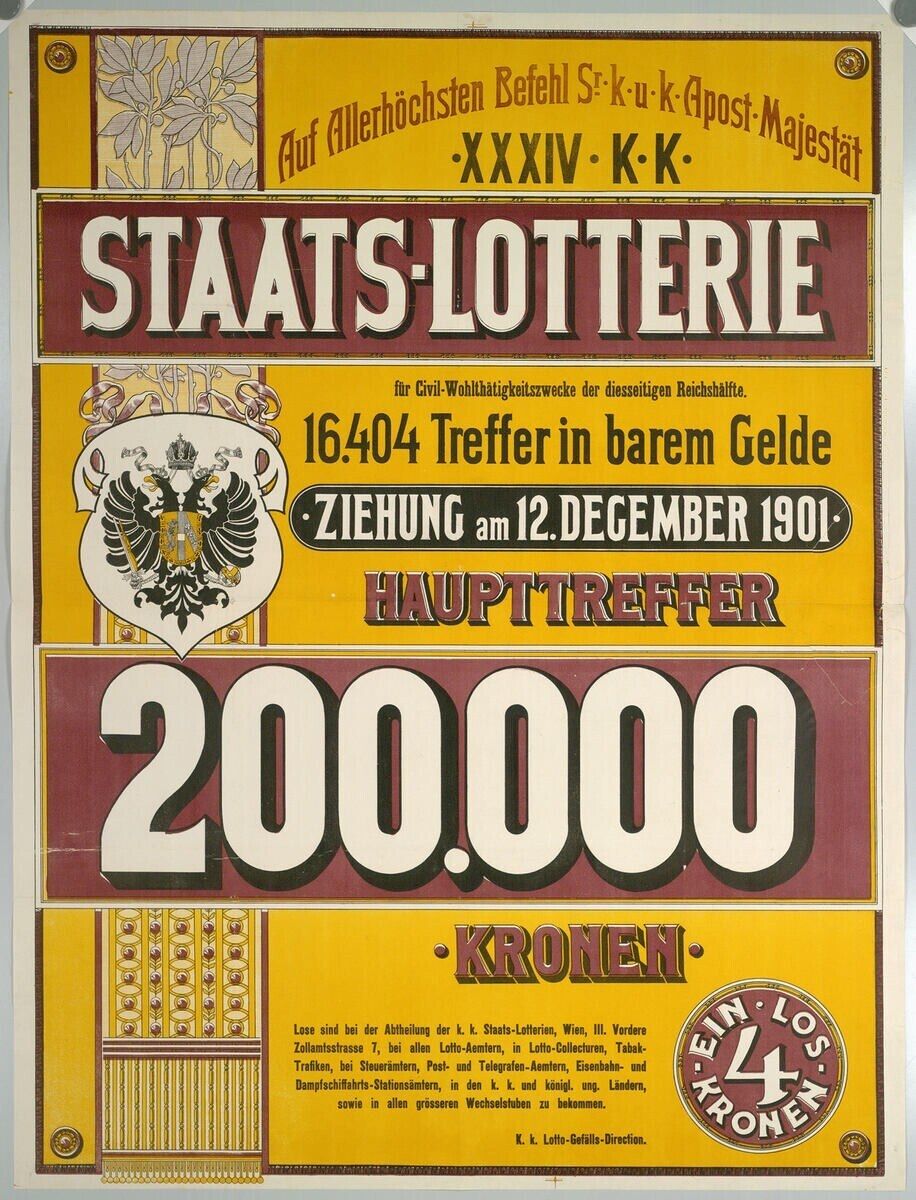 Auf Allerhöchsten Befehl Sr·k·u·k·Apost·Majestät
·XXXIV·K·K·
STAATS-LOTTERIE
für Civil-Wohlthätigkeitszwecke der diesseitigen Reichshälfte.
16.404 Treffer in barem Gelde
·ZIEHUNG am 12. DECEMBER 1901·
HAUPTTREFFER
200.000
·KRONEN·
Lose sind bei der Abtheilung der k. k. Staats-Lotterien, Wien, III. Vordere
Zollamtsstrasse 7, bei allen Lotto-Aemtern, in Lotto-Collecturen, Tabak-
Trafiken, bei Steuerämtern, Post- und Telegrafen-Aemtern, Eisenbahn- und
Dampfschiffahrts-Stationsämtern, in den k. k. und königl. ung. Ländern,
sowie in allen grösseren Wechselstuben zu bekommen.
K. k. Lotto-Gefälls-Direction.
EIN·LOS
4
KRONEN